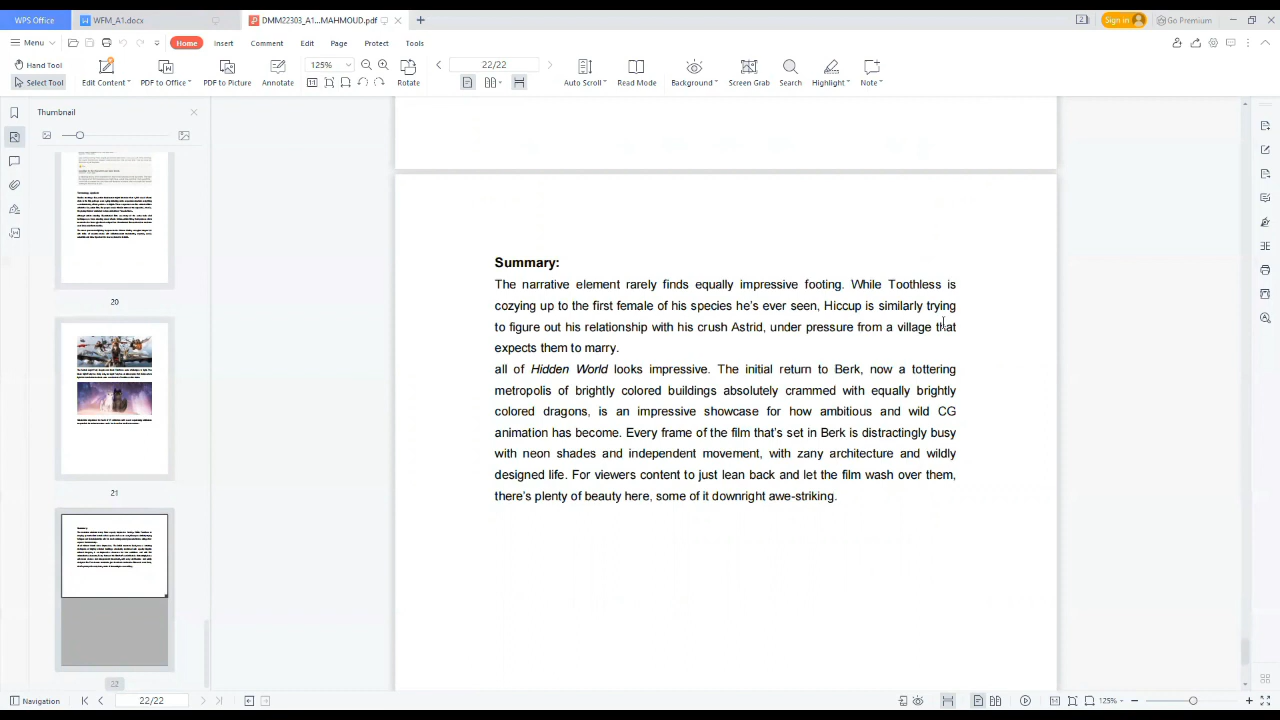 WPS Office
WFM_A1.docx
DMM22303_A1...MAHMOUD.pdf
Sign in
Go Premium
Menu
Home
Insert
Comment
Edit
Page
Protect
Tools
Hand Tool
Select Tool
Edit Content
PDF to Office
PDF to Picture
Annotate
125%
Rotate
22/22
Auto Scroll
Read Mode
Background
Screen Grab
Search
Highlight
Note
Thumbnail
20
21
22
Summary:
The narrative element rarely finds equally impressive footing. While Toothless is
cozying up to the first female of his species he's ever seen, Hiccup is similarly trying
to figure out his relationship with his crush Astrid, under pressure from a village that
expects them to marry.
all of Hidden World looks impressive. The initial return to Berk, now a tottering
metropolis of brightly colored buildings absolutely crammed with equally brightly
colored dragons, is an impressive showcase for how ambitious and wild CG
animation has become. Every frame of the film that's set in Berk is distractingly busy
with neon shades and independent movement, with zany architecture and wildly
designed life. For viewers content to just lean back and let the film wash over them,
there's plenty of beauty here, some of it downright awe-striking.
Navigation
22/22
125%